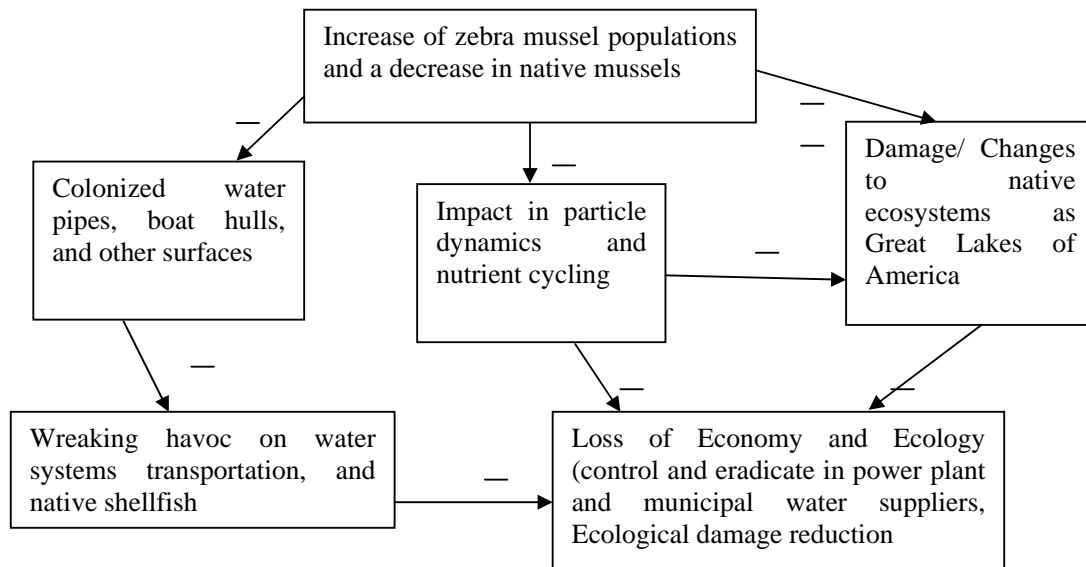 Increase of zebra mussel populations
and a decrease in native mussels
Colonized water
pipes, boat hulls,
and other surfaces
Impact in particle
dynamics and
nutrient cycling
Damage/ Changes
to native
ecosystems as
Great Lakes of
America
Wreaking havoc on water
systems transportation, and
native shellfish
Loss of Economy and Ecology
(control and eradicate in power plant
and municipal water suppliers,
Ecological damage reduction